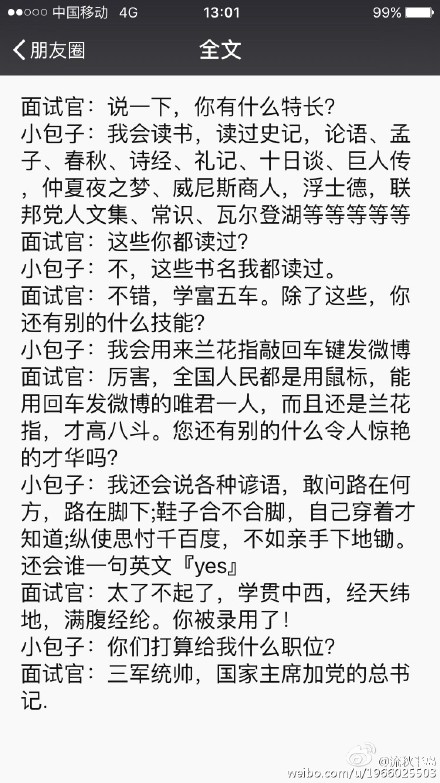 中国移动 4G 13:01 99%
朋友圈 全文
面试官：说一下，你有什么特长?
小包子：我会读书，读过史记，论语、孟
子、春秋、诗经、礼记、十日谈、巨人传
，仲夏夜之梦、威尼斯商人，浮士德，联
邦党人文集、常识、瓦尔登湖等等等等等
面试官：这些你都读过?
小包子：不，这些书名我都读过。
面试官：不错，学富五车。除了这些，你
还有别的什么技能?
小包子：我会用来兰花指敲回车键发微博
面试官：厉害，全国人民都是用鼠标，能
用回车发微博的唯君一人，而且还是兰花
指，才高八斗。您还有别的什么令人惊艳
的才华吗?
小包子：我还会说各种谚语，敢问路在何
方，路在脚下;鞋子合不合脚，自己穿着才
知道;纵使思忖千百度，不如亲手下地锄。
还会谁一句英文『yes』
面试官：太了不起了，学贯中西，经天纬
地，满腹经纶。你被录用了！
小包子：你们打算给我什么职位?
面试官：三军统帅，国家主席加党的总书
记.
weibo.com/u/1966025503